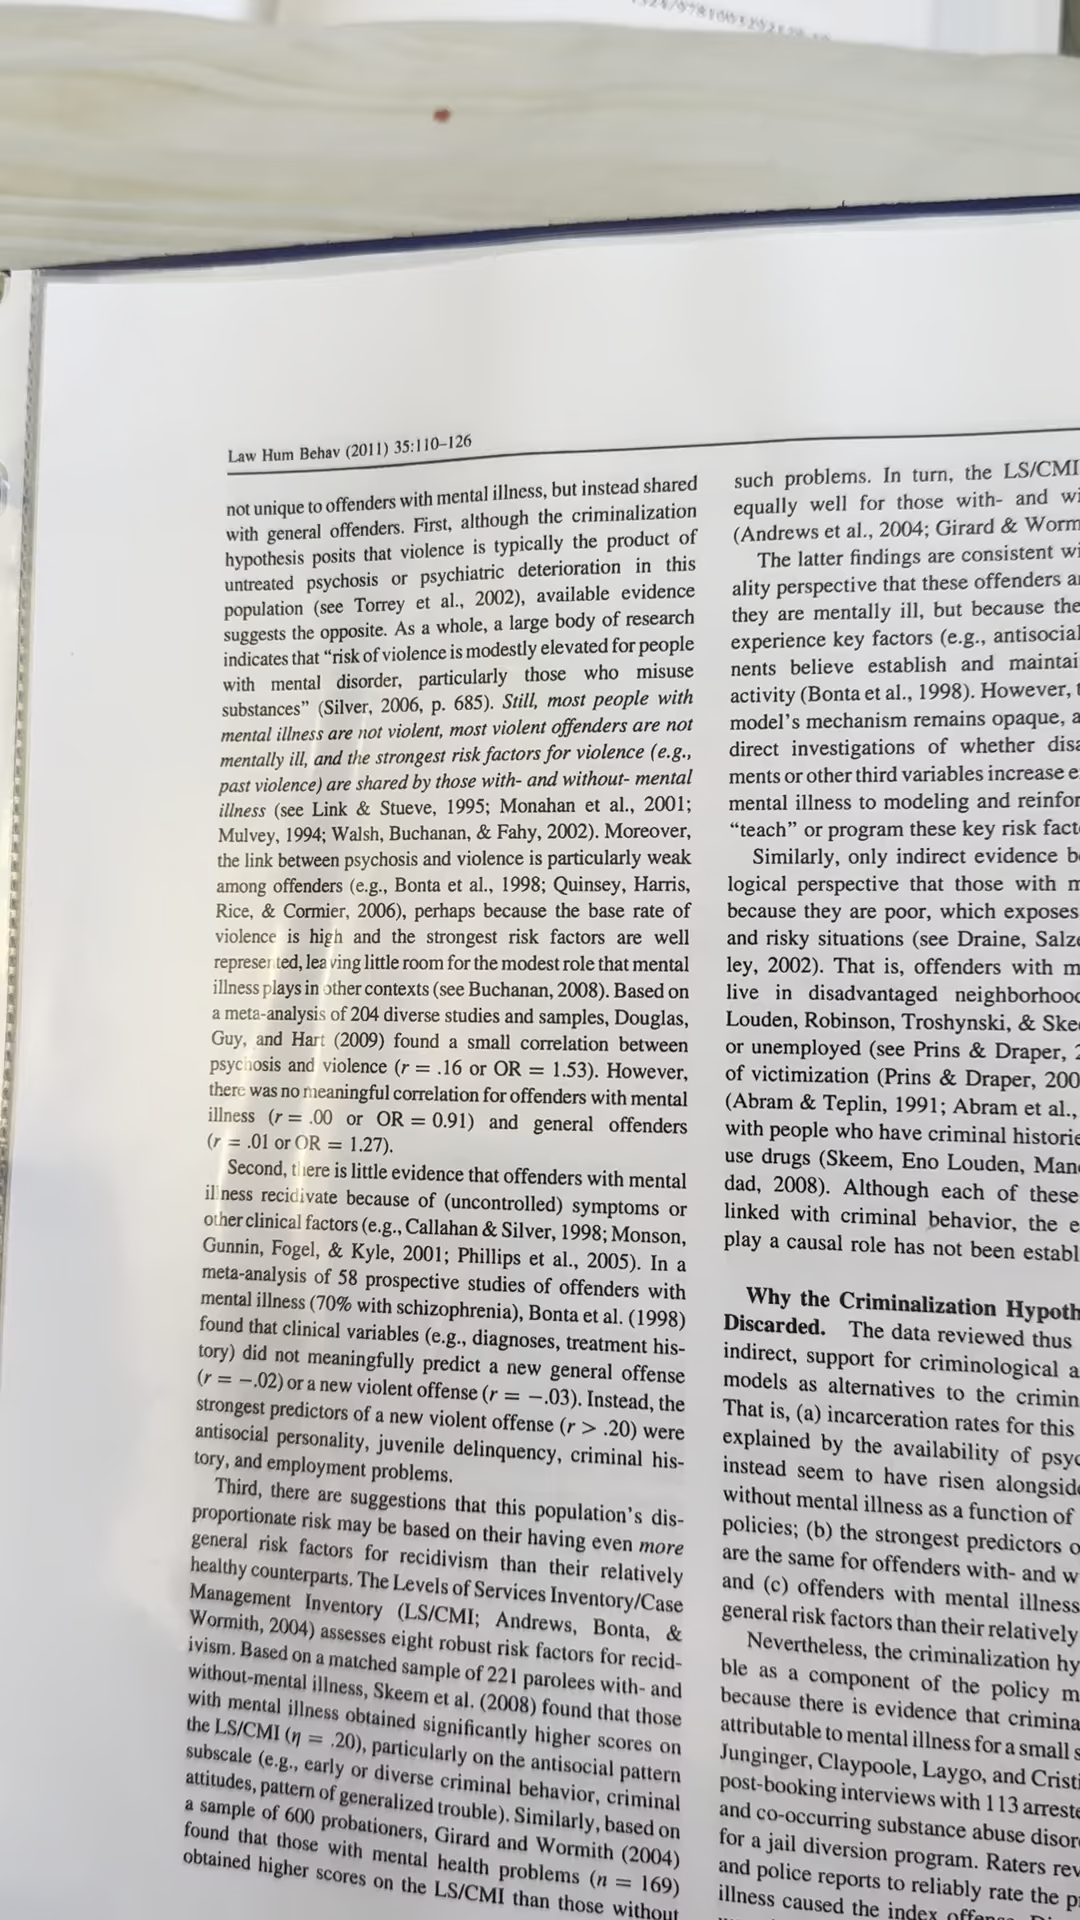 Law Hum Behav (2011) 35:110–126
not unique to offenders with mental illness, but instead shared
with general offenders. First, although the criminalization
hypothesis posits that violence is typically the product of
untreated psychosis or psychiatric deterioration in this
population (see Torrey et al., 2002), available evidence
suggests the opposite. As a whole, a large body of research
indicates that “risk of violence is modestly elevated for people
with mental disorder, particularly those who misuse
substances” (Silver, 2006, p. 685). Still, most people with
mental illness are not violent, most violent offenders are not
mentally ill, and the strongest risk factors for violence (e.g.,
past violence) are shared by those with- and without- mental
illness (see Link & Stueve, 1995; Monahan et al., 2001;
Mulvey, 1994; Walsh, Buchanan, & Fahy, 2002). Moreover,
the link between psychosis and violence is particularly weak
among offenders (e.g., Bonta et al., 1998; Quinsey, Harris,
Rice, & Cormier, 2006), perhaps because the base rate of
violence is high and the strongest risk factors are well
represented, leaving little room for the modest role that mental
illness plays in other contexts (see Buchanan, 2008). Based on
a meta-analysis of 204 diverse studies and samples, Douglas,
Guy, and Hart (2009) found a small correlation between
psychosis and violence (r = .16 or OR = 1.53). However,
there was no meaningful correlation for offenders with mental
illness (r = .00 or OR = 0.91) and general offenders
(r = .01 or OR = 1.27).
Second, there is little evidence that offenders with mental
illness recidivate because of (uncontrolled) symptoms or
other clinical factors (e.g., Callahan & Silver, 1998; Monson,
Gunnin, Fogel, & Kyle, 2001; Phillips et al., 2005). In a
meta-analysis of 58 prospective studies of offenders with
mental illness (70% with schizophrenia), Bonta et al. (1998)
found that clinical variables (e.g., diagnoses, treatment his-
tory) did not meaningfully predict a new general offense
(r = −.02) or a new violent offense (r = −.03). Instead, the
strongest predictors of a new violent offense (r > .20) were
antisocial personality, juvenile delinquency, criminal his-
tory, and employment problems.
Third, there are suggestions that this population’s dis-
proportionate risk may be based on their having even more
general risk factors for recidivism than their relatively
healthy counterparts. The Levels of Services Inventory/Case
Management Inventory (LS/CMI; Andrews, Bonta, &
Wormith, 2004) assesses eight robust risk factors for recid-
ivism. Based on a matched sample of 221 parolees with- and
without-mental illness, Skeem et al. (2008) found that those
with mental illness obtained significantly higher scores on
the LS/CMI (η = .20), particularly on the antisocial pattern
subscale (e.g., early or diverse criminal behavior, criminal
attitudes, pattern of generalized trouble). Similarly, based on
a sample of 600 probationers, Girard and Wormith (2004)
found that those with mental health problems (n = 169)
obtained higher scores on the LS/CMI than those without
such problems. In turn, the LS/CMI
equally well for those with- and wi
(Andrews et al., 2004; Girard & Worm
The latter findings are consistent wi
ality perspective that these offenders a
they are mentally ill, but because the
experience key factors (e.g., antisocial
nents believe establish and maintai
activity (Bonta et al., 1998). However, t
model’s mechanism remains opaque, a
direct investigations of whether disa
ments or other third variables increase e
mental illness to modeling and reinfor
“teach” or program these key risk fact
Similarly, only indirect evidence b
logical perspective that those with m
because they are poor, which exposes
and risky situations (see Draine, Salze
ley, 2002). That is, offenders with m
live in disadvantaged neighborhood
Louden, Robinson, Troshynski, & Ske
or unemployed (see Prins & Draper, 2
of victimization (Prins & Draper, 200
(Abram & Teplin, 1991; Abram et al.,
with people who have criminal historie
use drugs (Skeem, Eno Louden, Man
dad, 2008). Although each of these
linked with criminal behavior, the e
play a causal role has not been establ
Why the Criminalization Hypoth
Discarded. The data reviewed thus
indirect, support for criminological a
models as alternatives to the crimin
That is, (a) incarceration rates for this
explained by the availability of psyc
instead seem to have risen alongside
without mental illness as a function of
policies; (b) the strongest predictors o
are the same for offenders with- and w
and (c) offenders with mental illness
general risk factors than their relatively
Nevertheless, the criminalization hy
ble as a component of the policy m
because there is evidence that crimina
attributable to mental illness for a small s
Junginger, Claypoole, Laygo, and Cristi
post-booking interviews with 113 arreste
and co-occurring substance abuse disor
for a jail diversion program. Raters rev
and police reports to reliably rate the p
illness caused the index offense.